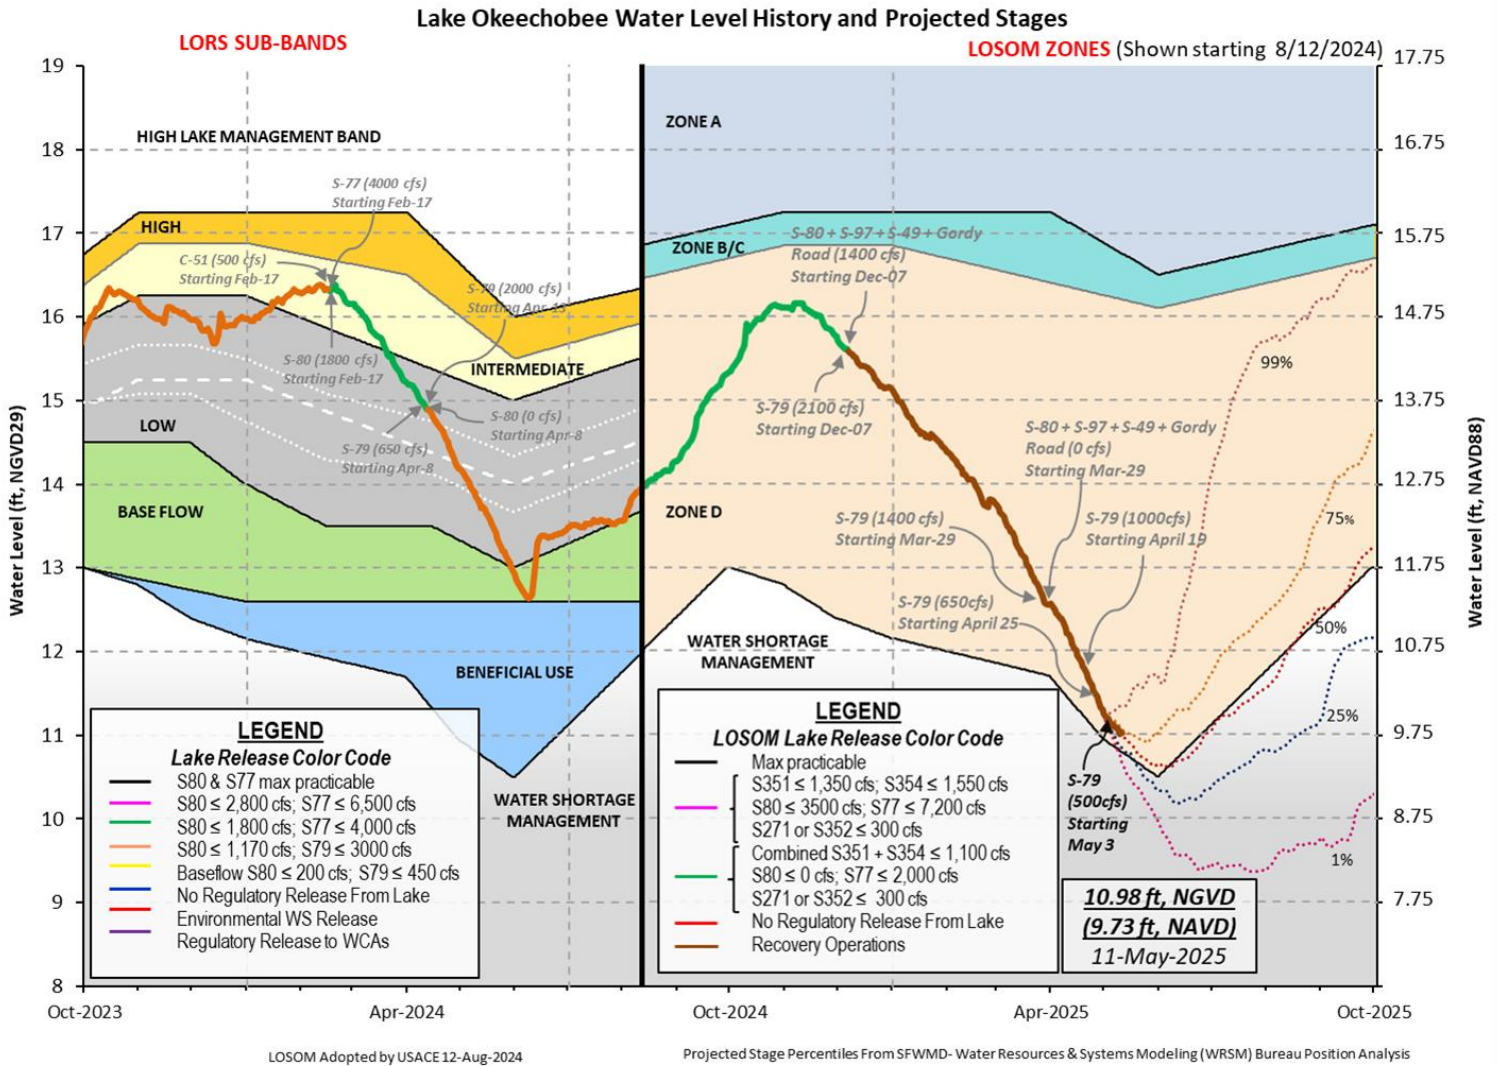 Lake Okeechobee Water Level History and Projected Stages
LORS SUB-BANDS
LOSOM ZONES (Shown starting 8/12/2024)
Water Level (ft, NGVD29)
19
18
17
16
15
14
13
12
11
10
9
8
17.75
16.75
15.75
14.75
13.75
12.75
11.75
10.75
9.75
8.75
7.75
Water Level (ft, NAVD88)
HIGH LAKE MANAGEMENT BAND
S-77 (4000 cfs)
Starting Feb-17
HIGH
C-51 (500 cfs)
Starting Feb-17
S-79 (2000 cfs)
Starting Apr-13
S-80 (1800 cfs)
Starting Feb-17
INTERMEDIATE
LOW
S-80 (0 cfs)
Starting Apr-8
S-79 (650 cfs)
Starting Apr-8
BASE FLOW
BENEFICIAL USE
WATER SHORTAGE
MANAGEMENT
LEGEND
Lake Release Color Code
S80 & S77 max practicable
S80 ≤ 2,800 cfs; S77 ≤ 6,500 cfs
S80 ≤ 1,800 cfs; S77 ≤ 4,000 cfs
S80 ≤ 1,170 cfs; S79 ≤ 3000 cfs
Baseflow S80 ≤ 200 cfs; S79 ≤ 450 cfs
No Regulatory Release From Lake
Environmental WS Release
Regulatory Release to WCAs
ZONE A
ZONE B/C
S-80 + S-97 + S-49 + Gordy
Road (1400 cfs)
Starting Dec-07
S-79 (2100 cfs)
Starting Dec-07
99%
S-80 + S-97 + S-49 + Gordy
Road (0 cfs)
Starting Mar-29
ZONE D
S-79 (1400 cfs)
Starting Mar-29
S-79 (1000cfs)
Starting April 19
75%
S-79 (650cfs)
Starting April 25
50%
WATER SHORTAGE
MANAGEMENT
25%
S-79
(500cfs)
Starting
May 3
1%
LEGEND
LOSOM Lake Release Color Code
Max practicable
S351 ≤ 1,350 cfs; S354 ≤ 1,550 cfs
S80 ≤ 3500 cfs; S77 ≤ 7,200 cfs
S271 or S352 ≤ 300 cfs
Combined S351 + S354 ≤ 1,100 cfs
S80 ≤ 0 cfs; S77 ≤ 2,000 cfs
S271 or S352 ≤ 300 cfs
No Regulatory Release From Lake
Recovery Operations
10.98 ft, NGVD
(9.73 ft, NAVD)
11-May-2025
Oct-2023
Apr-2024
Oct-2024
Apr-2025
Oct-2025
LOSOM Adopted by USACE 12-Aug-2024
Projected Stage Percentiles From SFWMD- Water Resources & Systems Modeling (WRSM) Bureau Position Analysis